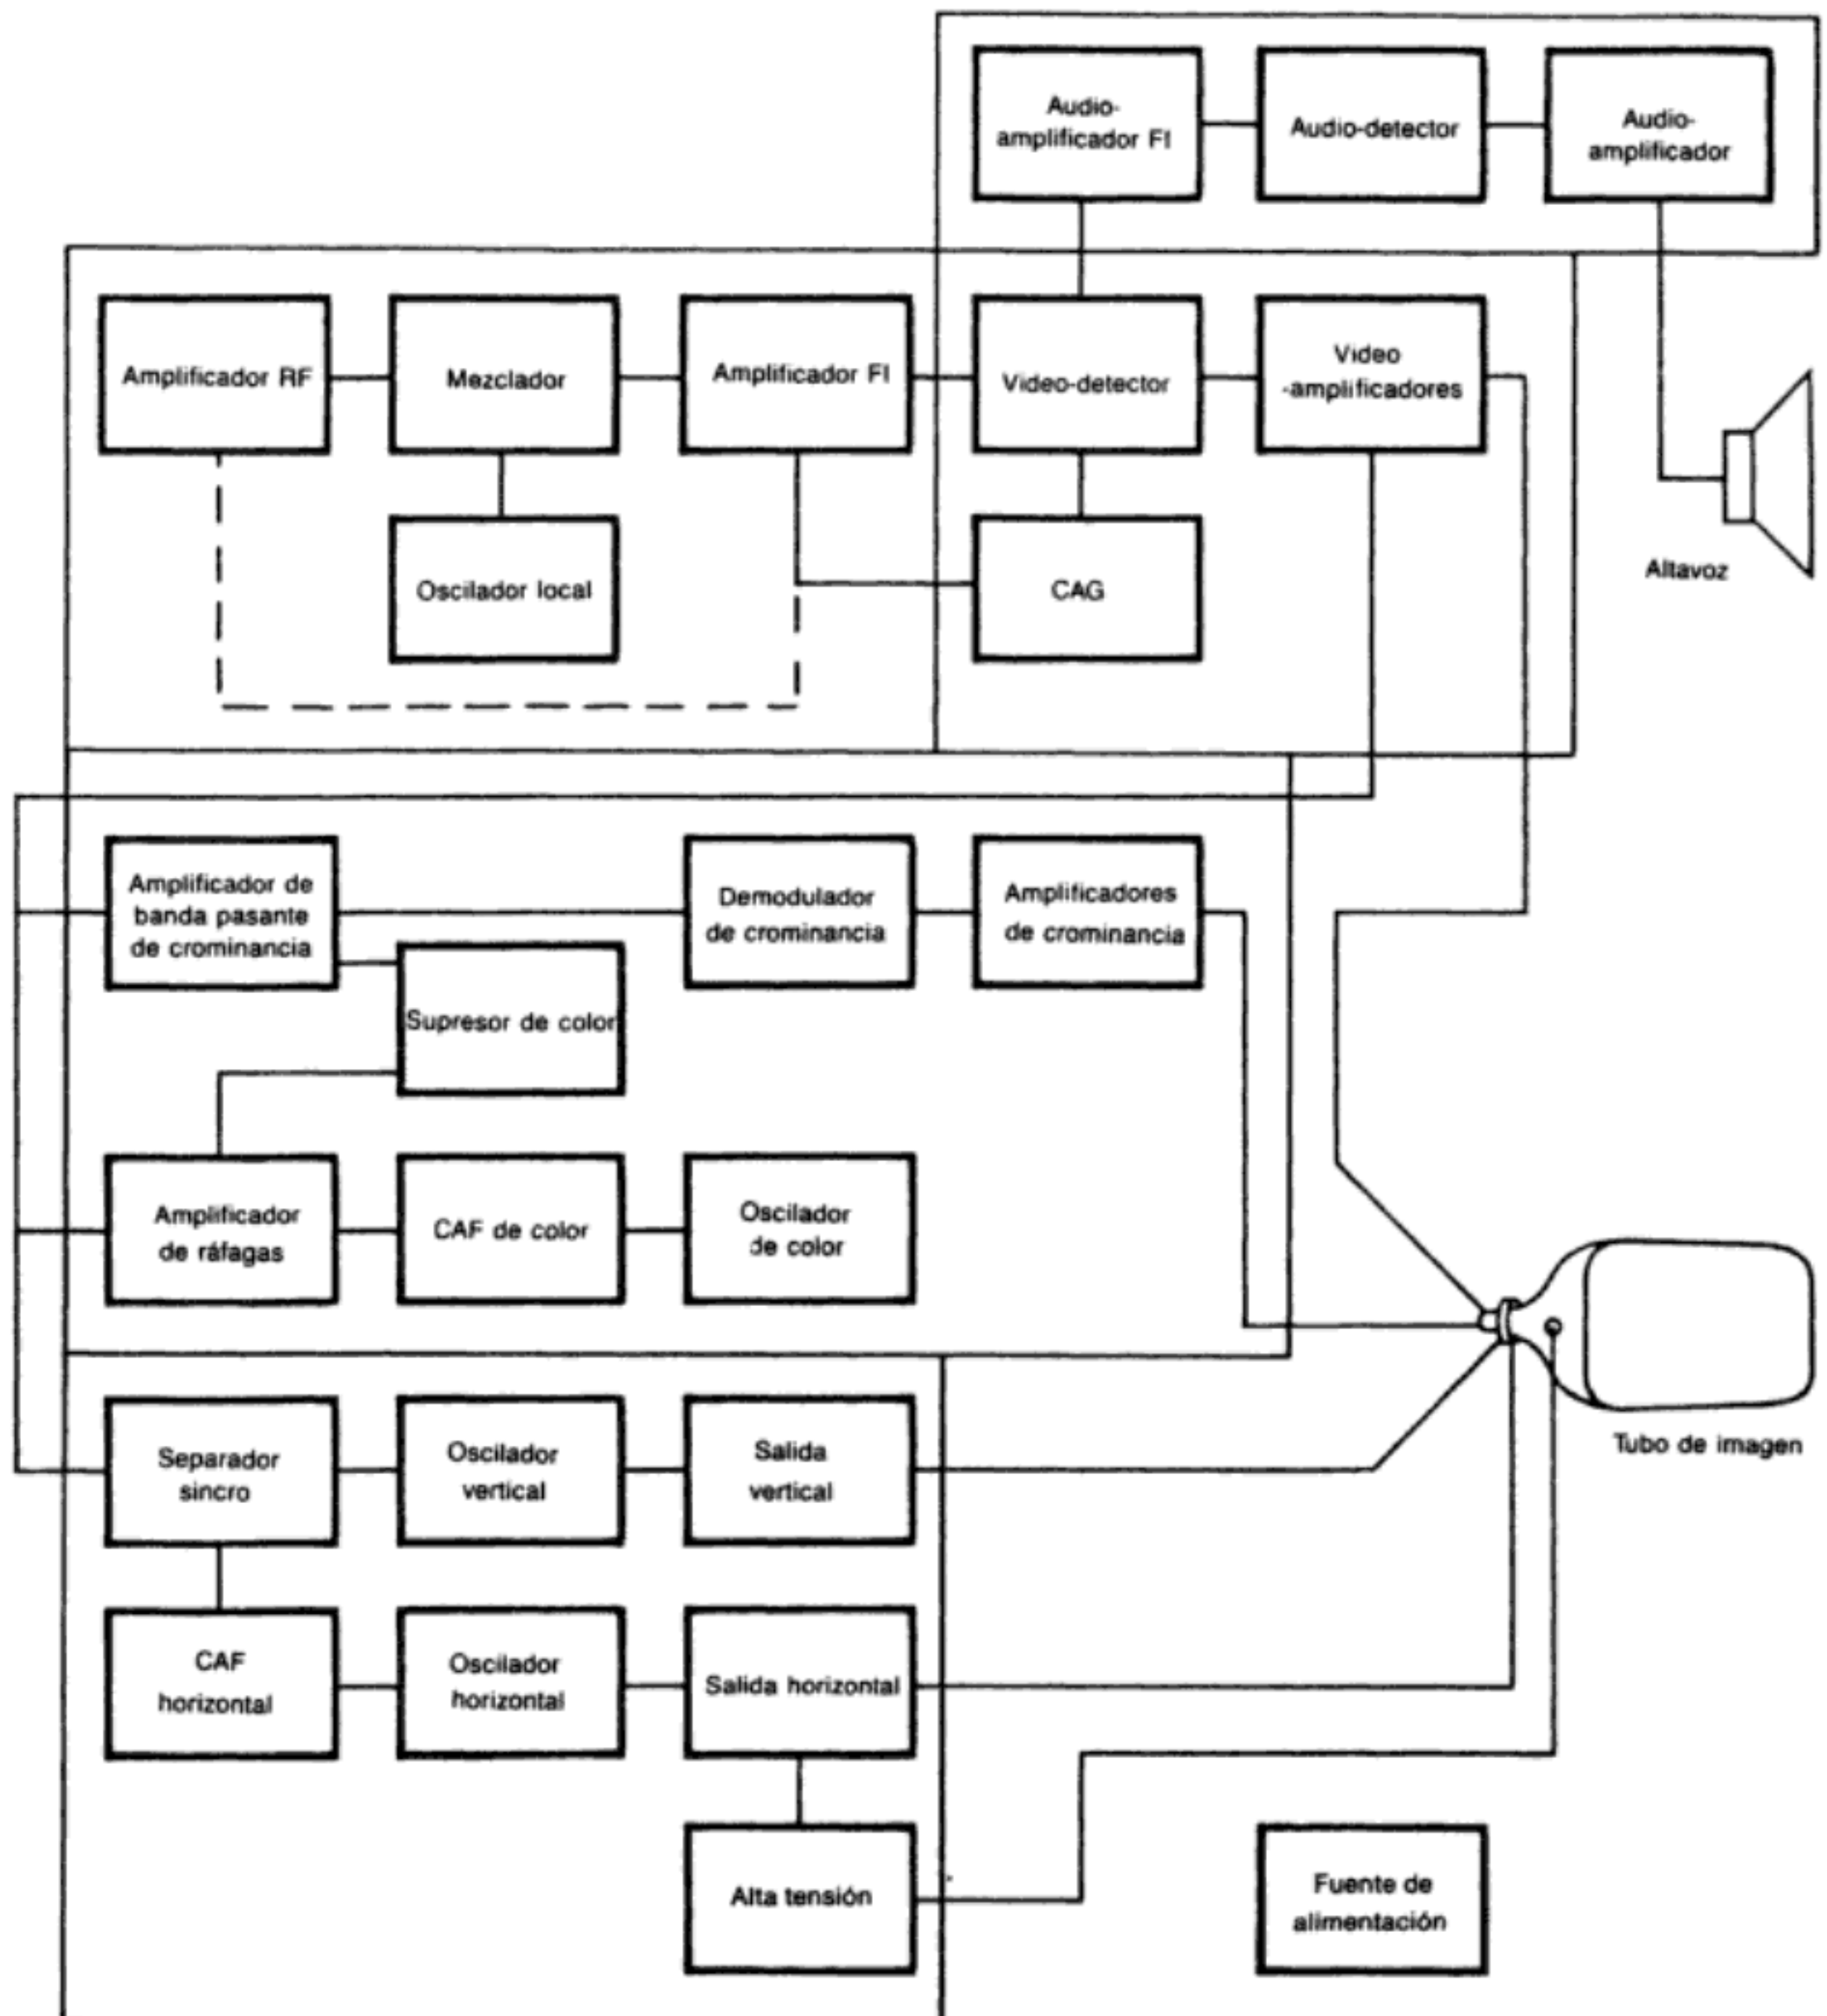 Audio-
amplificador FI
Audio-detector
Audio-
amplificador
Amplificador RF
Mezclador
Amplificador FI
Video-detector
Video
-amplificadores
Oscilador local
CAG
Altavoz
Amplificador de
banda pasante
de crominancia
Demodulador
de crominancia
Amplificadores
de crominancia
Supresor de color
Amplificador
de ráfagas
CAF de color
Oscilador
de color
Tubo de imagen
Separador
sincro
Oscilador
vertical
Salida
vertical
CAF
horizontal
Oscilador
horizontal
Salida horizontal
Alta tensión
Fuente de
alimentación